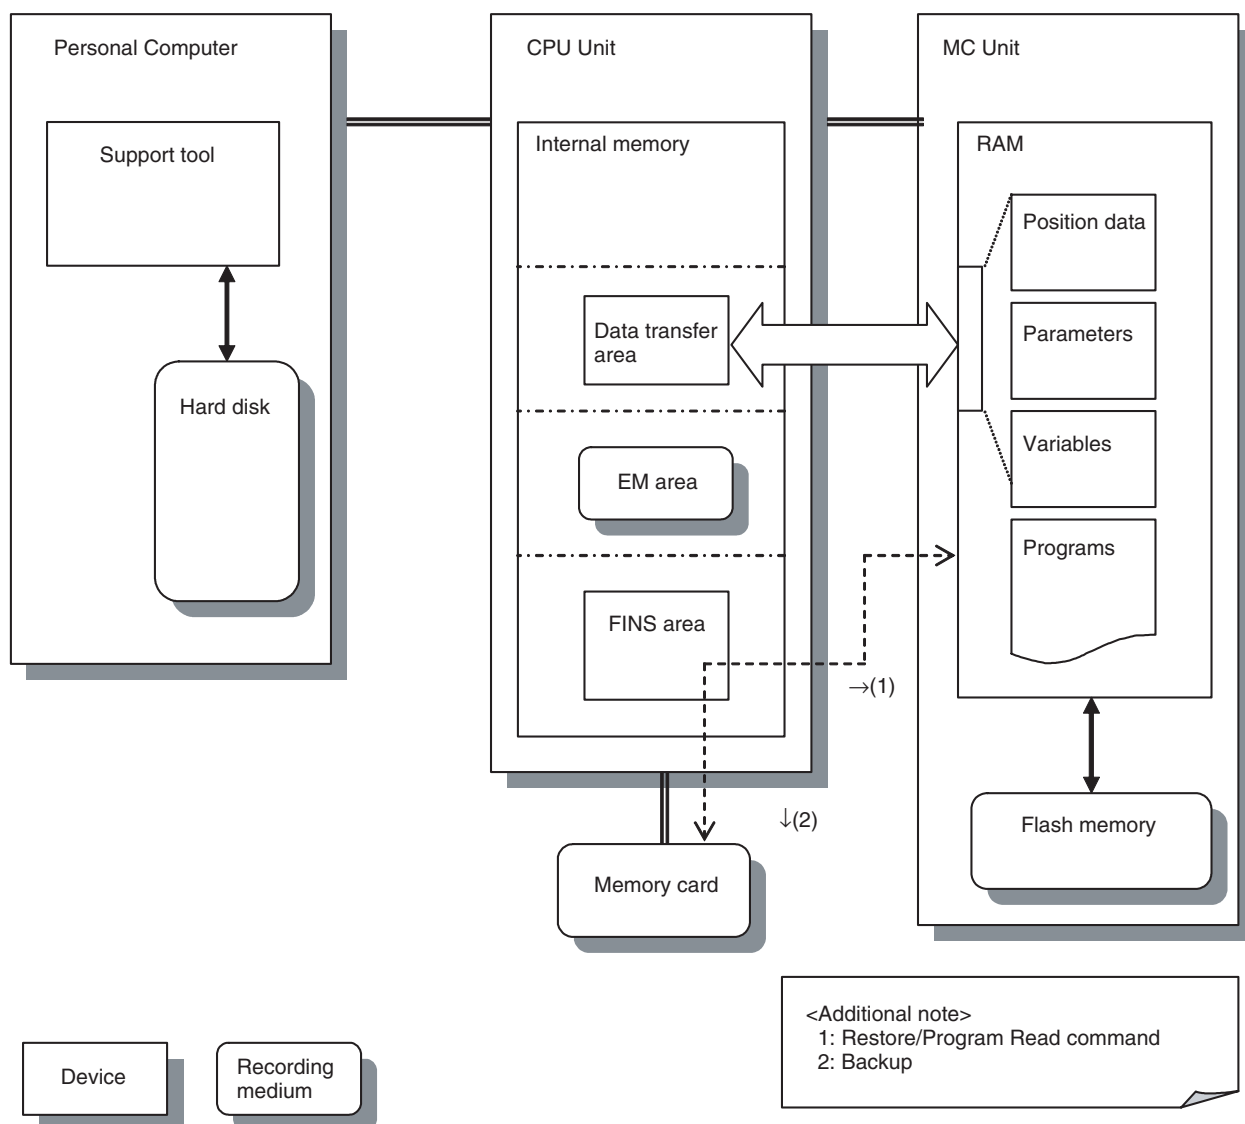 Personal Computer
Support tool
Hard disk
CPU Unit
Internal memory
Data transfer
area
EM area
FINS area
Memory card
MC Unit
RAM
Position data
Parameters
Variables
Programs
Flash memory
→(1)
↓(2)
<Additional note>
1: Restore/Program Read command
2: Backup
Device
Recording
medium